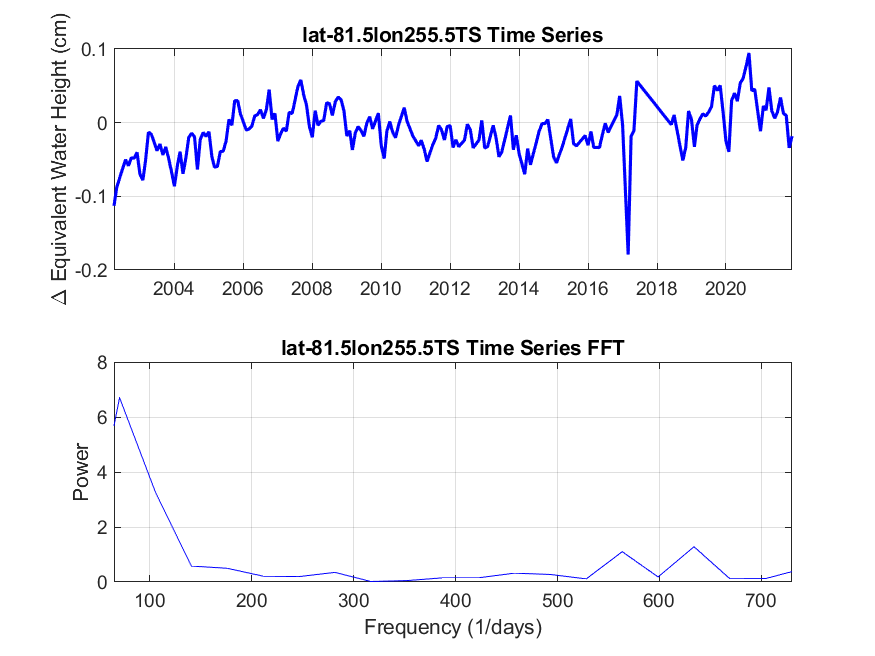 lat-81.5lon255.5TS Time Series
Δ Equivalent Water Height (cm)
0.1
0
-0.1
-0.2
2004 2006 2008 2010 2012 2014 2016 2018 2020
lat-81.5lon255.5TS Time Series FFT
Power
8
6
4
2
0
100 200 300 400 500 600 700
Frequency (1/days)